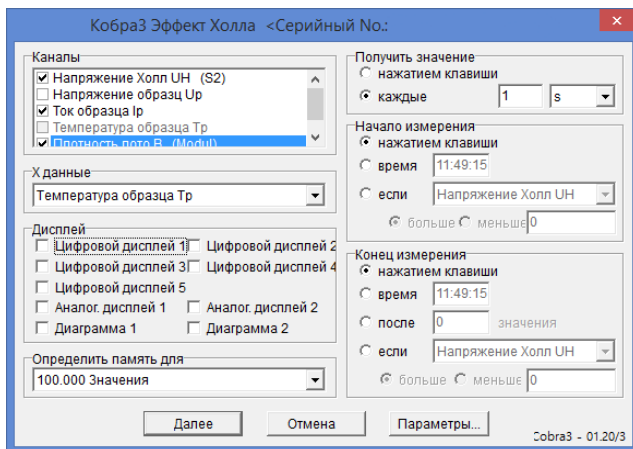 Кобра3 Эффект Холла <Серийный No.:
Каналы
Напряжение Холл UH (S2)
Напряжение образц Up
Ток образца Ip
Температура образца Tp
Плотность пото B (Modul)
X данные
Температура образца Tp
Дисплей
Цифровой дисплей 1 Цифровой дисплей 2
Цифровой дисплей 3 Цифровой дисплей 4
Цифровой дисплей 5
Аналог. дисплей 1 Аналог. дисплей 2
Диаграмма 1 Диаграмма 2
Определить память для
100.000 Значения
Получить значение
нажатием клавиши
каждые 1 s
Начало измерения
нажатием клавиши
время 11:49:15
если Напряжение Холл UH
больше меньше 0
Конец измерения
нажатием клавиши
время 11:49:15
после 0 значения
если Напряжение Холл UH
больше меньше 0
Далее Отмена Параметры...
Cobra3 - 01.20/3